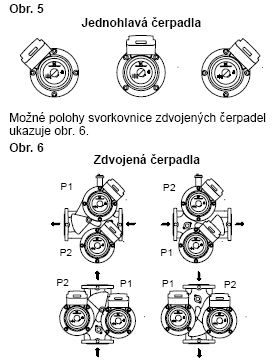 Obr. 5
Jednohlavá čerpadla
Možné polohy svorkovnice zdvojených čerpadel
ukazuje obr. 6.
Obr. 6
Zdvojená čerpadla
P1
P2
P2
P1
P2
P1
P1
P2